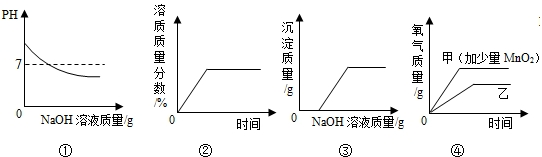 PH
7
0
NaOH 溶液质量/g
①
溶质质量分数/%
0
时间
②
沉淀质量/g
0
NaOH 溶液质量/g
③
氧气质量/g
甲（加少量 MnO₂）
乙
0
时间
④